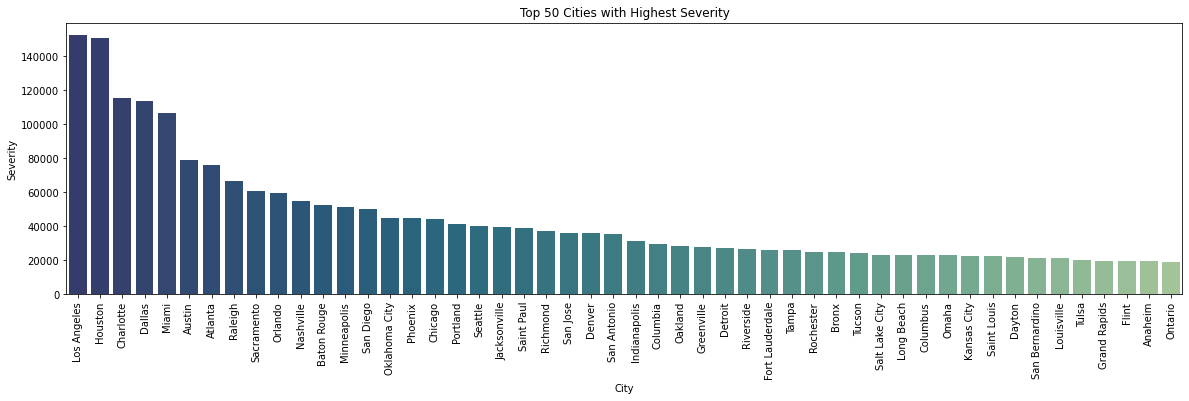 Top 50 Cities with Highest Severity
Severity
140000
120000
100000
80000
60000
40000
20000
0
Los Angeles
Houston
Charlotte
Dallas
Miami
Austin
Atlanta
Raleigh
Sacramento
Orlando
Nashville
Baton Rouge
Minneapolis
San Diego
Oklahoma City
Phoenix
Chicago
Portland
Seattle
Jacksonville
Saint Paul
Richmond
San Jose
Denver
San Antonio
Indianapolis
Columbia
Oakland
Greenville
Detroit
Riverside
Fort Lauderdale
Tampa
Rochester
Bronx
Tucson
Salt Lake City
Long Beach
Columbus
Omaha
Kansas City
Saint Louis
Dayton
San Bernardino
Louisville
Tulsa
Grand Rapids
Flint
Anaheim
Ontario
City